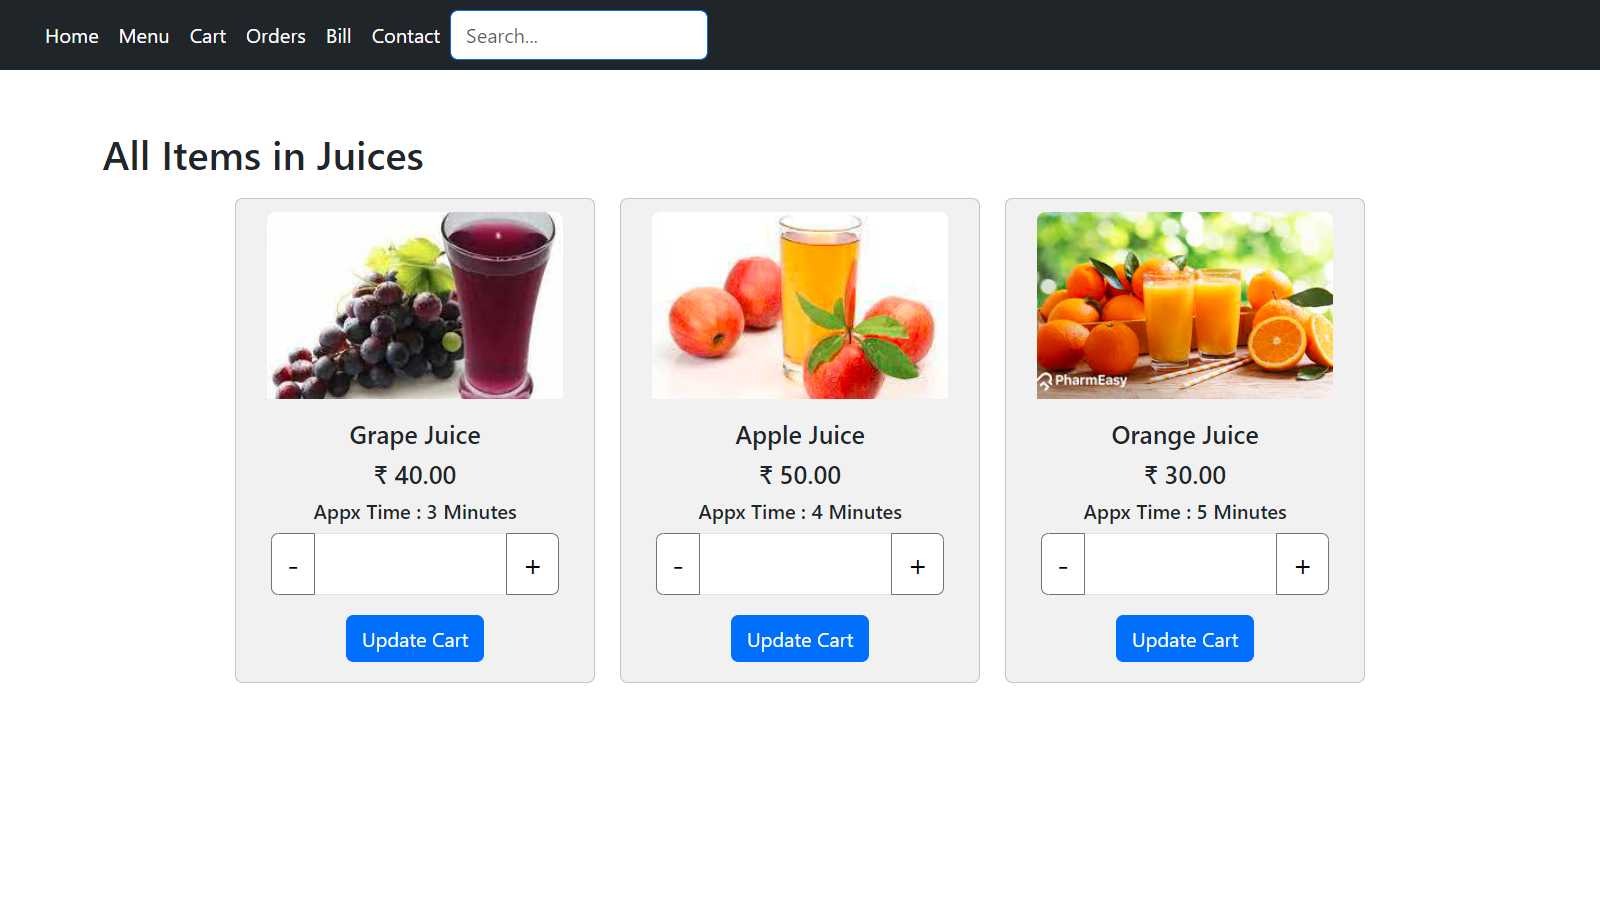 Home Menu Cart Orders Bill Contact Search...
All Items in Juices
PharmEasy
Grape Juice
₹ 40.00
Appx Time : 3 Minutes
- +
Update Cart
Apple Juice
₹ 50.00
Appx Time : 4 Minutes
- +
Update Cart
Orange Juice
₹ 30.00
Appx Time : 5 Minutes
- +
Update Cart